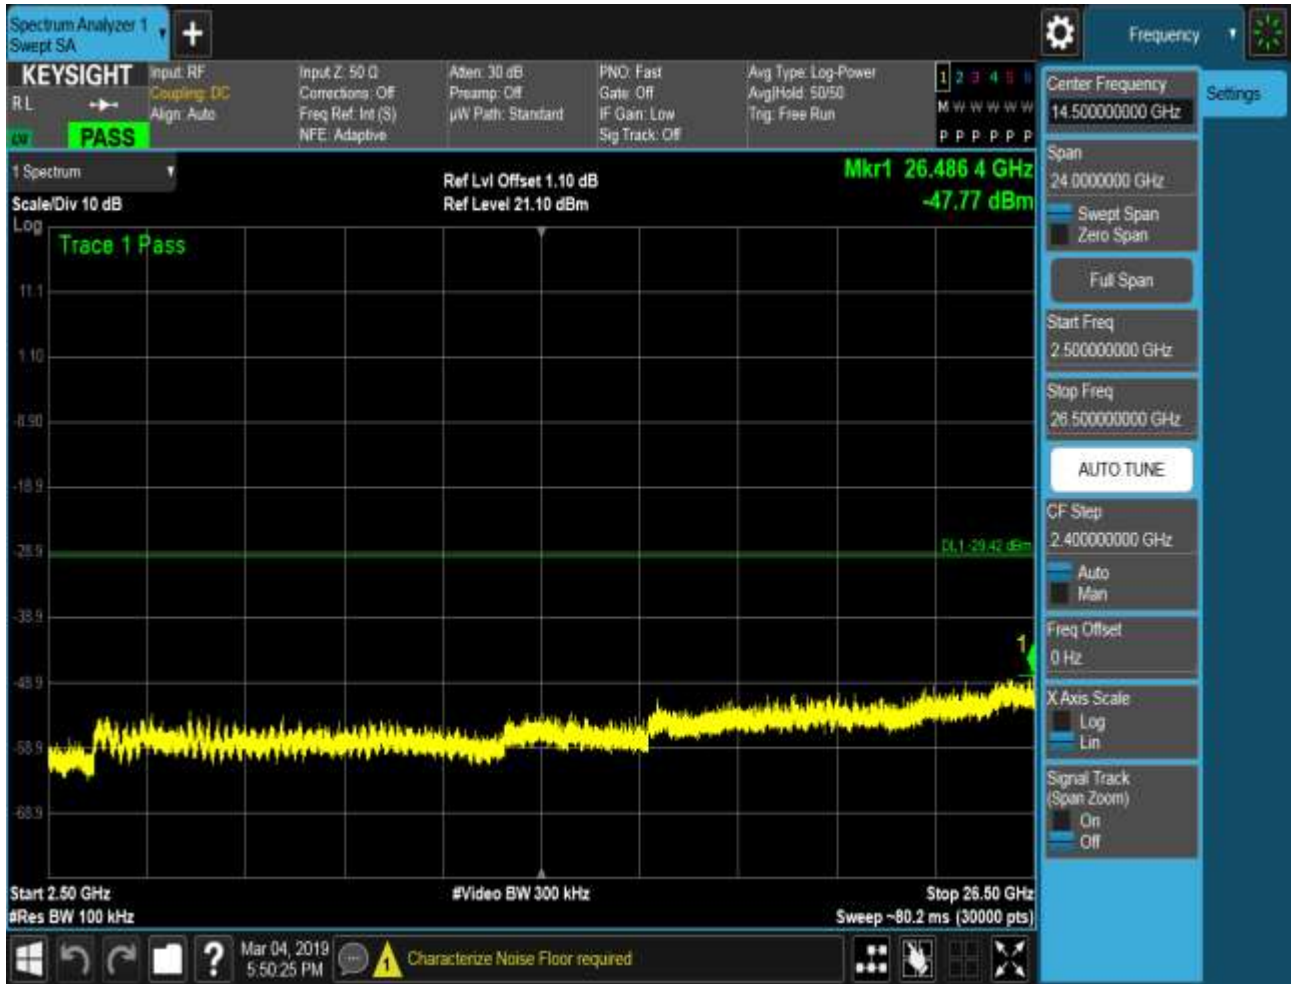 Spectrum Analyzer 1
Swept SA
+
Frequency
KEYSIGHT
R L
PASS
Input: RF
Coupling: DC
Align: Auto
Input Z: 50 Ω
Corrections: Off
Freq Ref: Int (S)
NFE: Adaptive
Atten: 30 dB
Preamp: Off
µW Path: Standard
PNO: Fast
Gate: Off
IF Gain: Low
Sig Track: Off
Avg Type: Log-Power
Avg|Hold: 50/50
Trig: Free Run
1 2 3 4 5 6
M W W W W W
P P P P P P
1 Spectrum
Scale/Div 10 dB
Ref Lvl Offset 1.10 dB
Ref Level 21.10 dBm
Mkr1 26.486 4 GHz
-47.77 dBm
Log
Trace 1 Pass
11.1
1.10
-8.90
-18.9
-28.9
DL1 -29.42 dBm
-38.9
1
-48.9
-58.9
-68.9
Start 2.50 GHz
#Res BW 100 kHz
#Video BW 300 kHz
Stop 26.50 GHz
Sweep ~80.2 ms (30000 pts)
Center Frequency
14.500000000 GHz
Settings
Span
24.0000000 GHz
Swept Span
Zero Span
Full Span
Start Freq
2.500000000 GHz
Stop Freq
26.500000000 GHz
AUTO TUNE
CF Step
2.400000000 GHz
Auto
Man
Freq Offset
0 Hz
X Axis Scale
Log
Lin
Signal Track
(Span Zoom)
On
Off
?
Mar 04, 2019
5:50:25 PM
1
Characterize Noise Floor required